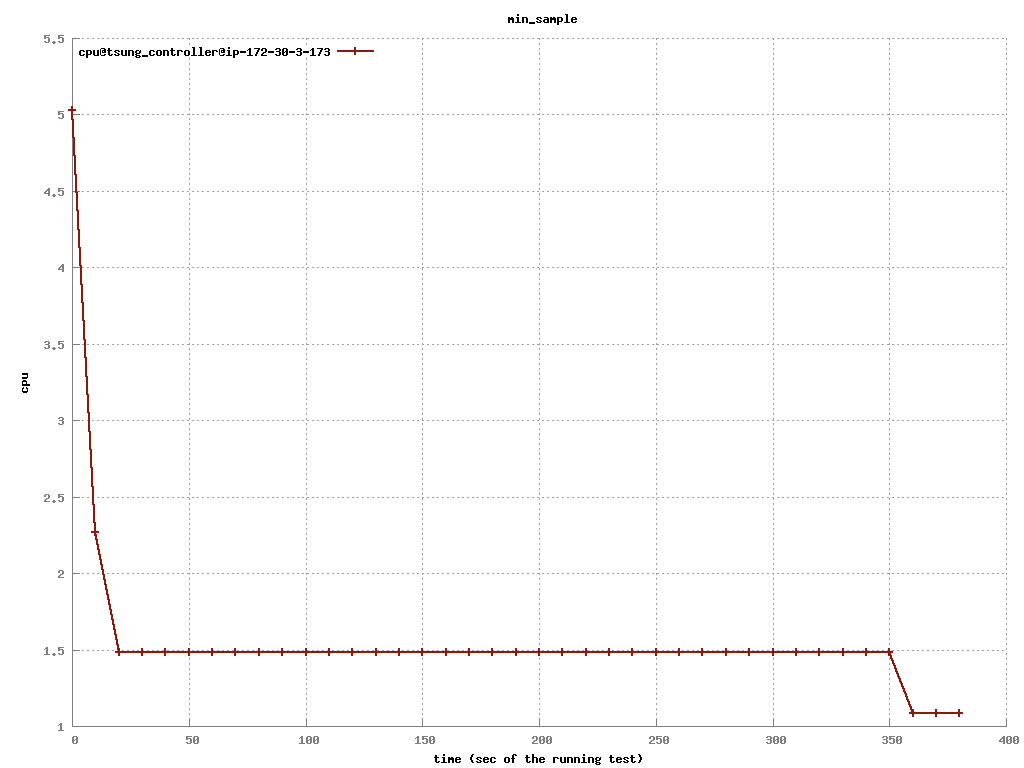 min_sample
5.5
cpu@tsung_controller@ip-172-30-3-173
5
4.5
4
3.5
cpu
3
2.5
2
1.5
1
0 50 100 150 200 250 300 350 400
time (sec of the running test)